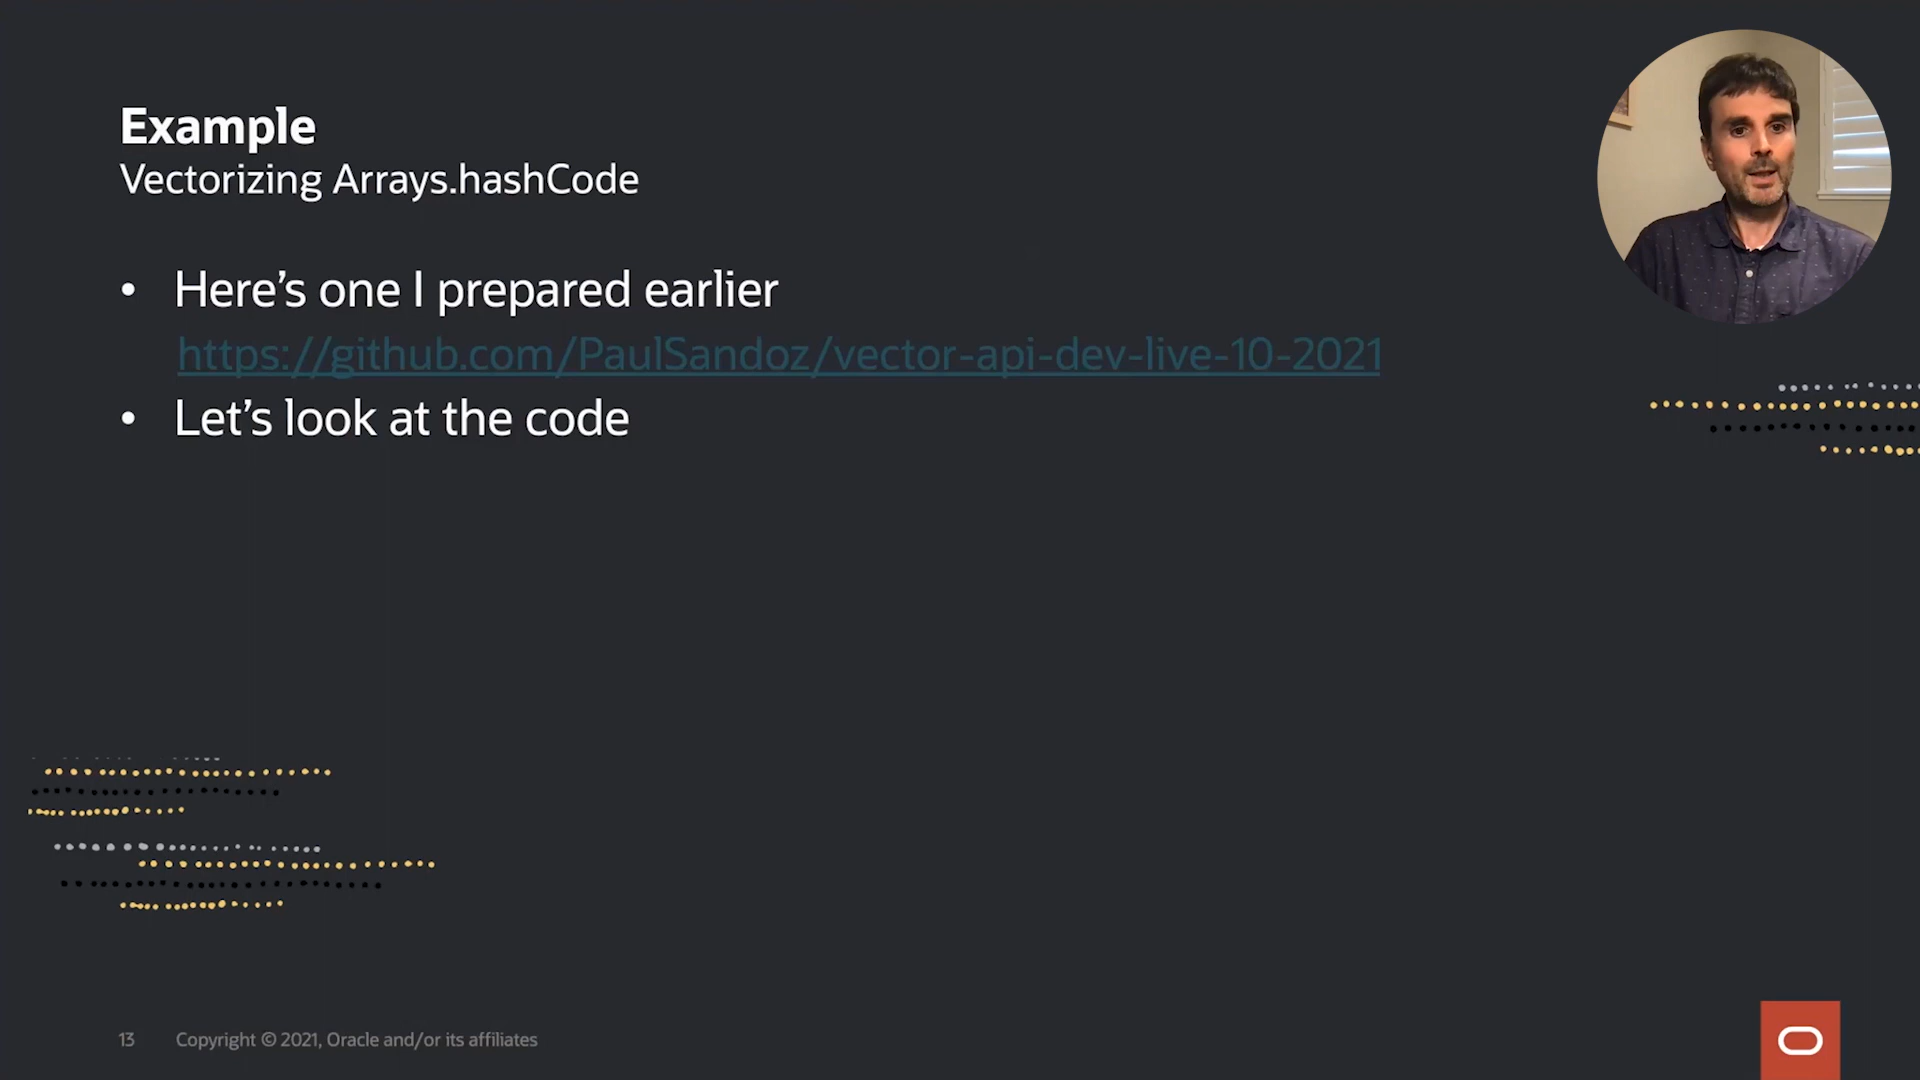 Example
Vectorizing Arrays.hashCode
• Here’s one I prepared earlier
https://github.com/PaulSandoz/vector-api-dev-live-10-2021
• Let’s look at the code
13 Copyright © 2021, Oracle and/or its affiliates